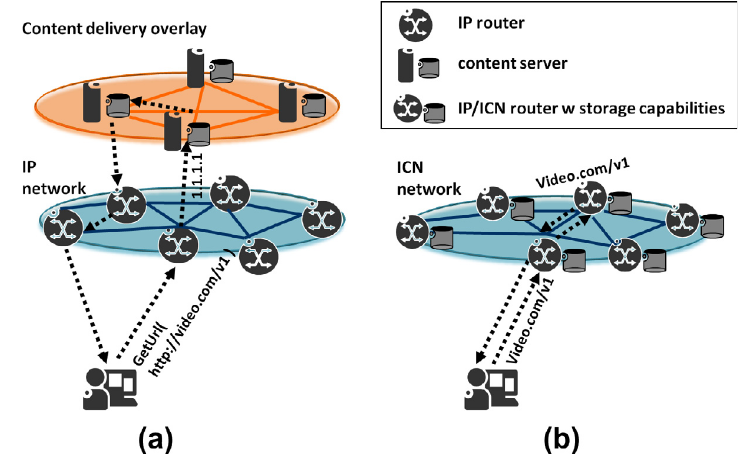 Content delivery overlay
IP router
content server
IP/ICN router w storage capabilities
IP
network
1.1.1.1
GetUrl(
http://video.com/v1 )
ICN
network
Video.com/v1
Video.com/v1
(a)
(b)